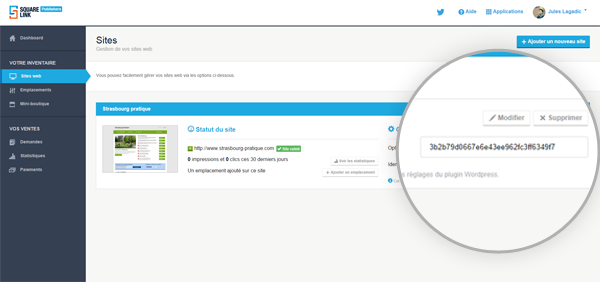 SQUARE LINK Publishers
Aide
Applications
Jules Lagadic
Dashboard
VOTRE INVENTAIRE
Sites web
Emplacements
Mini-boutique
VOS VENTES
Demandes
Statistiques
Paiements
Sites
Gestion de vos sites web
+ Ajouter un nouveau site
Vous pouvez facilement gérer vos sites web via les options ci-dessous.
Strasbourg pratique
Statut du site
http://www.strasbourg-pratique.com
Site validé
0 impressions et 0 clics ces 30 derniers jours
Voir les statistiques
Un emplacement ajouté sur ce site
+ Ajouter un emplacement
Modifier
Supprimer
3b2b79d0667e6e43ee962fc3ff6349f7
réglages du plugin Wordpress.